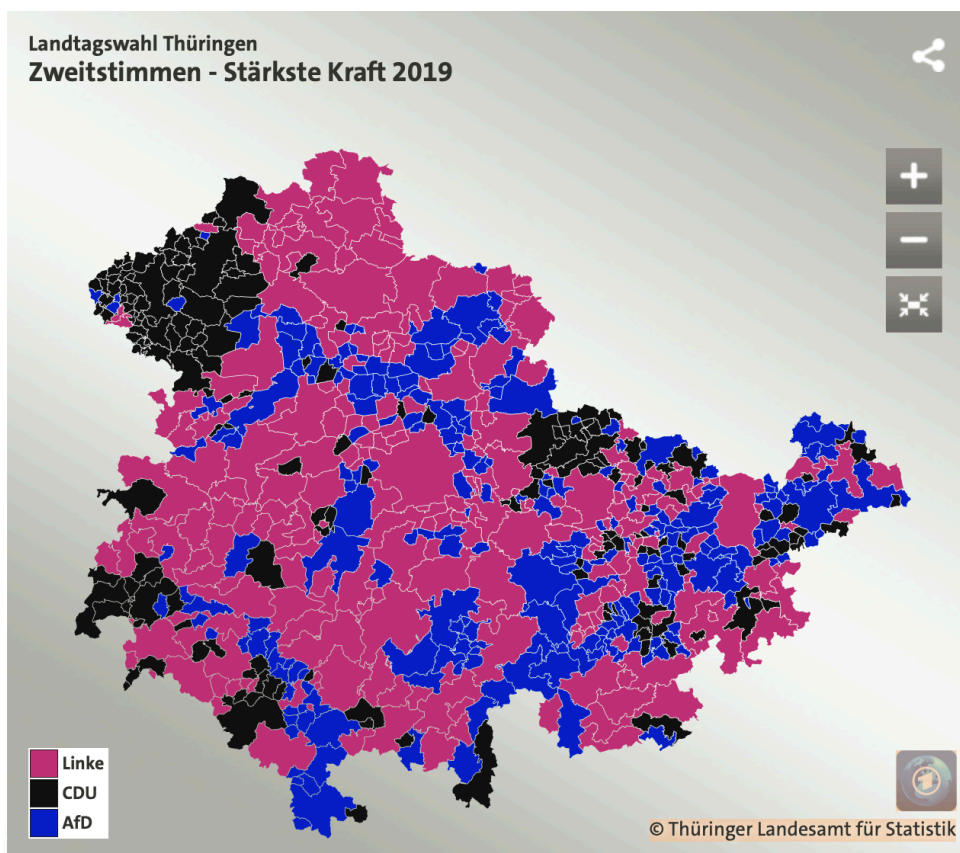 Landtagswahl Thüringen
Zweitstimmen - Stärkste Kraft 2019
Linke
CDU
AfD
© Thüringer Landesamt für Statistik